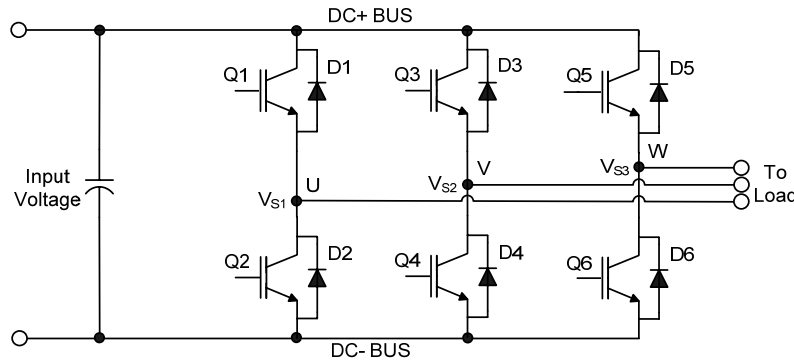 DC+ BUS
Q1
D1
Q3
D3
Q5
D5
Input
Voltage
U
VS1
V
VS2
W
VS3
To
Load
Q2
D2
Q4
D4
Q6
D6
DC- BUS